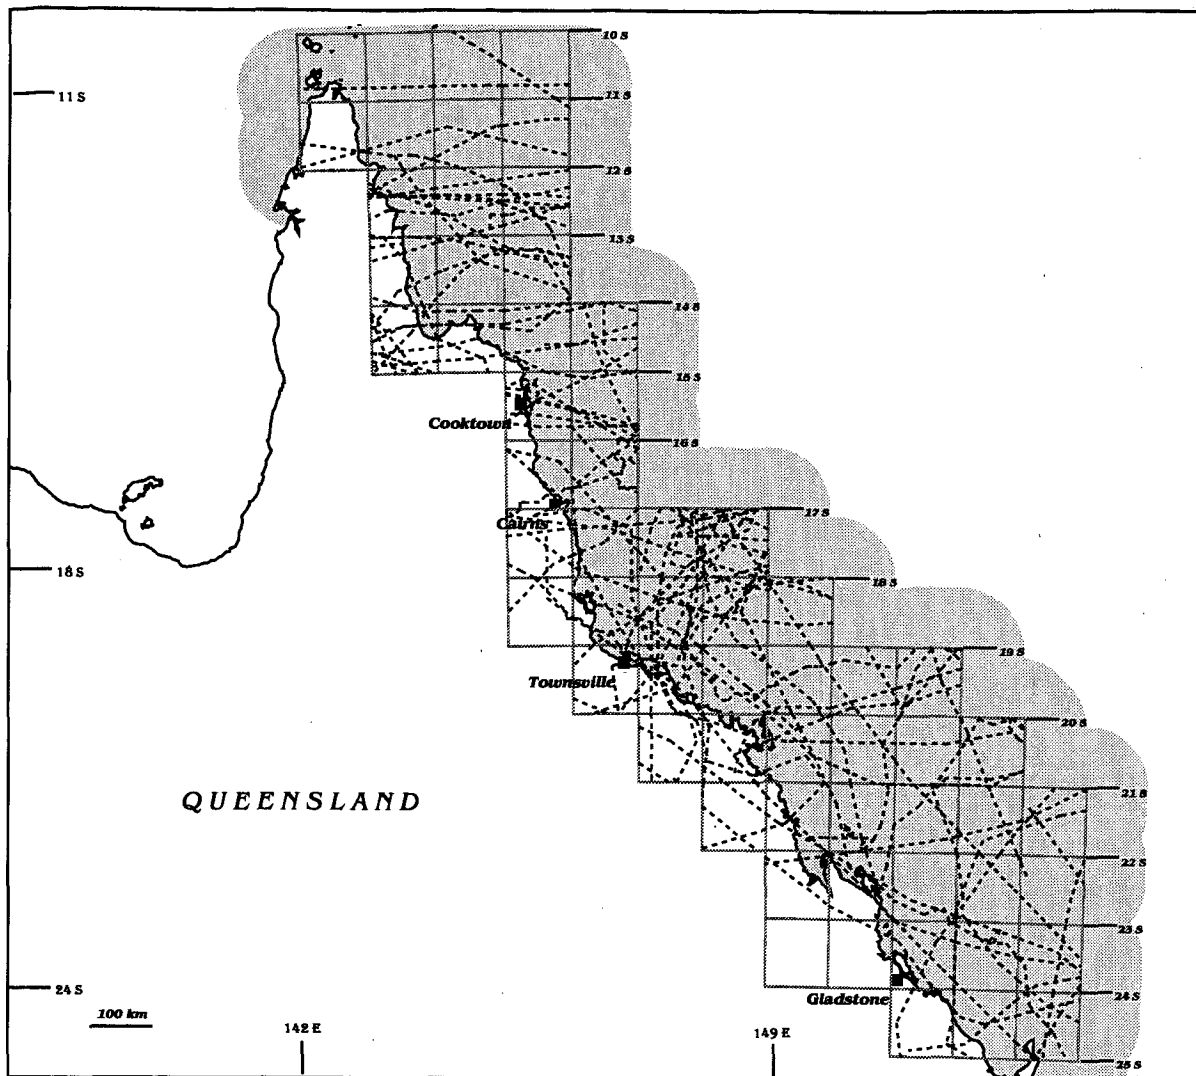 10 S
11 S
11 S
12 S
13 S
14 S
15 S
Cooktown
16 S
Cairns
17 S
18 S
18 S
19 S
Townsville
20 S
QUEENSLAND
21 S
22 S
23 S
24 S
Gladstone
24 S
100 km
142 E
149 E
25 S